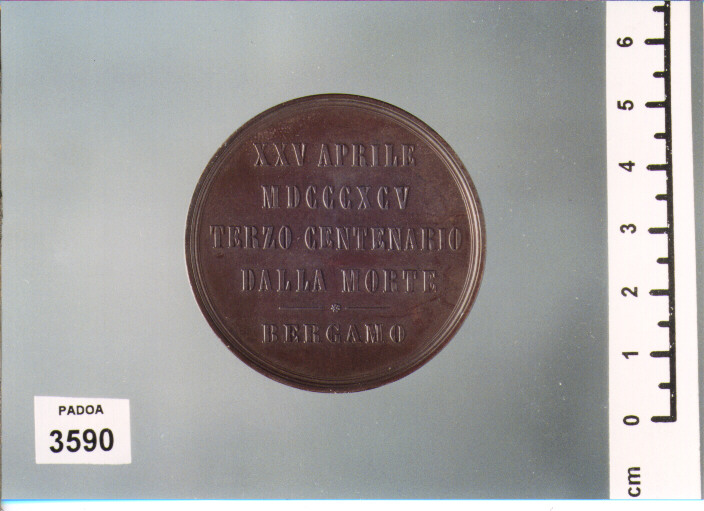 XXV APRILE
MDCCCXCV
TERZO CENTENARIO
DALLA MORTE
BERGAMO
PADOA
3590
6
5
4
3
2
1
0
cm